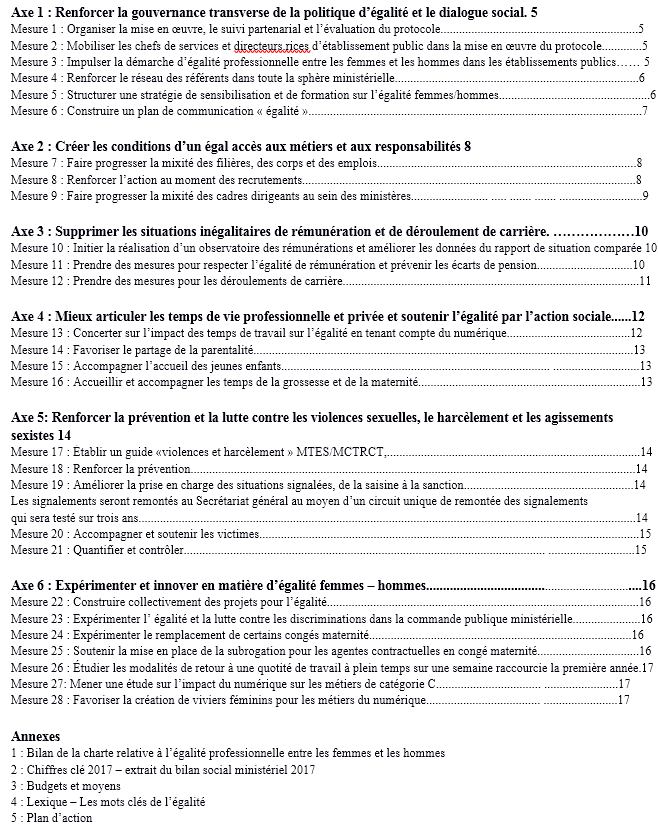 Axe 1 : Renforcer la gouvernance transverse de la politique d’égalité et le dialogue social. 5
Mesure 1 : Organiser la mise en œuvre, le suivi partenarial et l’évaluation du protocole.....5
Mesure 2 : Mobiliser les chefs de services et directeurs.rices d’établissement public dans la mise en œuvre du protocole.....5
Mesure 3 : Impulser la démarche d’égalité professionnelle entre les femmes et les hommes dans les établissements publics…… 5
Mesure 4 : Renforcer le réseau des référents dans toute la sphère ministérielle.....6
Mesure 5 : Structurer une stratégie de sensibilisation et de formation sur l’égalité femmes/hommes.....6
Mesure 6 : Construire un plan de communication « égalité ».....7
Axe 2 : Créer les conditions d’un égal accès aux métiers et aux responsabilités 8
Mesure 7 : Faire progresser la mixité des filières, des corps et des emplois.....8
Mesure 8 : Renforcer l’action au moment des recrutements.....8
Mesure 9 : Faire progresser la mixité des cadres dirigeants au sein des ministères..... ..... ..... ....... .....9
Axe 3 : Supprimer les situations inégalitaires de rémunération et de déroulement de carrière. ………………10
Mesure 10 : Initier la réalisation d’un observatoire des rémunérations et améliorer les données du rapport de situation comparée 10
Mesure 11 : Prendre des mesures pour respecter l’égalité de rémunération et prévenir les écarts de pension.....10
Mesure 12 : Prendre des mesures pour les déroulements de carrière.....11
Axe 4 : Mieux articuler les temps de vie professionnelle et privée et soutenir l’égalité par l’action sociale......12
Mesure 13 : Concerter sur l’impact des temps de travail sur l’égalité en tenant compte du numérique.....12
Mesure 14 : Favoriser le partage de la parentalité.....13
Mesure 15 : Accompagner l’accueil des jeunes enfants..... .....13
Mesure 16 : Accueillir et accompagner les temps de la grossesse et de la maternité.....13
Axe 5: Renforcer la prévention et la lutte contre les violences sexuelles, le harcèlement et les agissements
sexistes 14
Mesure 17 : Établir un guide «violences et harcèlement » MTES/MCTRCT,.....14
Mesure 18 : Renforcer la prévention.....14
Mesure 19 : Améliorer la prise en charge des situations signalées, de la saisine à la sanction.....14
Les signalements seront remontés au Secrétariat général au moyen d’un circuit unique de remontée des signalements
qui sera testé sur trois ans.....14
Mesure 20 : Accompagner et soutenir les victimes.....15
Mesure 21 : Quantifier et contrôler..... .....15
Axe 6 : Expérimenter et innover en matière d’égalité femmes – hommes..... .....16
Mesure 22 : Construire collectivement des projets pour l’égalité.....16
Mesure 23 : Expérimenter l’ égalité et la lutte contre les discriminations dans la commande publique ministérielle.....16
Mesure 24 : Expérimenter le remplacement de certains congés maternité.....16
Mesure 25 : Soutenir la mise en place de la subrogation pour les agentes contractuelles en congé maternité.....16
Mesure 26 : Étudier les modalités de retour à une quotité de travail à plein temps sur une semaine raccourcie la première année.17
Mesure 27: Mener une étude sur l’impact du numérique sur les métiers de catégorie C..... .....17
Mesure 28 : Favoriser la création de viviers féminins pour les métiers du numérique..... .....17
Annexes
1 : Bilan de la charte relative à l’égalité professionnelle entre les femmes et les hommes
2 : Chiffres clé 2017 – extrait du bilan social ministériel 2017
3 : Budgets et moyens
4 : Lexique – Les mots clés de l’égalité
5 : Plan d’action